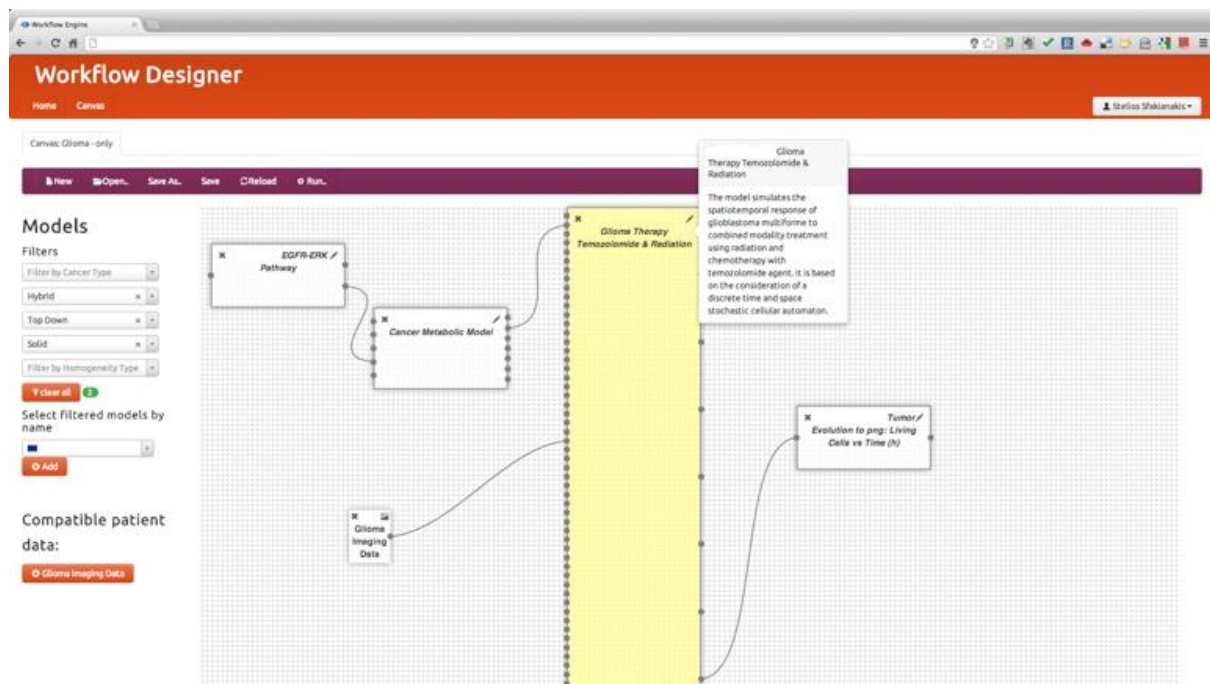 Workflow Engine
Workflow Designer
Home
Canvas
Stelios Sfakianakis
Canvas: Glioma - only
New
Open..
Save As..
Save
Reload
Run..
Models
Filters
Filter by Cancer Type
Hybrid
Top Down
Solid
Filter by Homogeneity Type
clear all
2
Select filtered models by
name
Add
Compatible patient
data:
Glioma Imaging Data
EGFR-ERK
Pathway
Cancer Metabolic Model
Glioma
Imaging
Data
Glioma Therapy
Temozolomide & Radiation
Glioma
Therapy Temozolomide &
Radiation
The model simulates the
spatiotemporal response of
glioblastoma multiforme to
combined modality treatment
using radiation and
chemotherapy with
temozolomide agent. It is based
on the consideration of a
discrete time and space
stochastic cellular automaton.
Tumor
Evolution to png: Living
Cells vs Time (h)